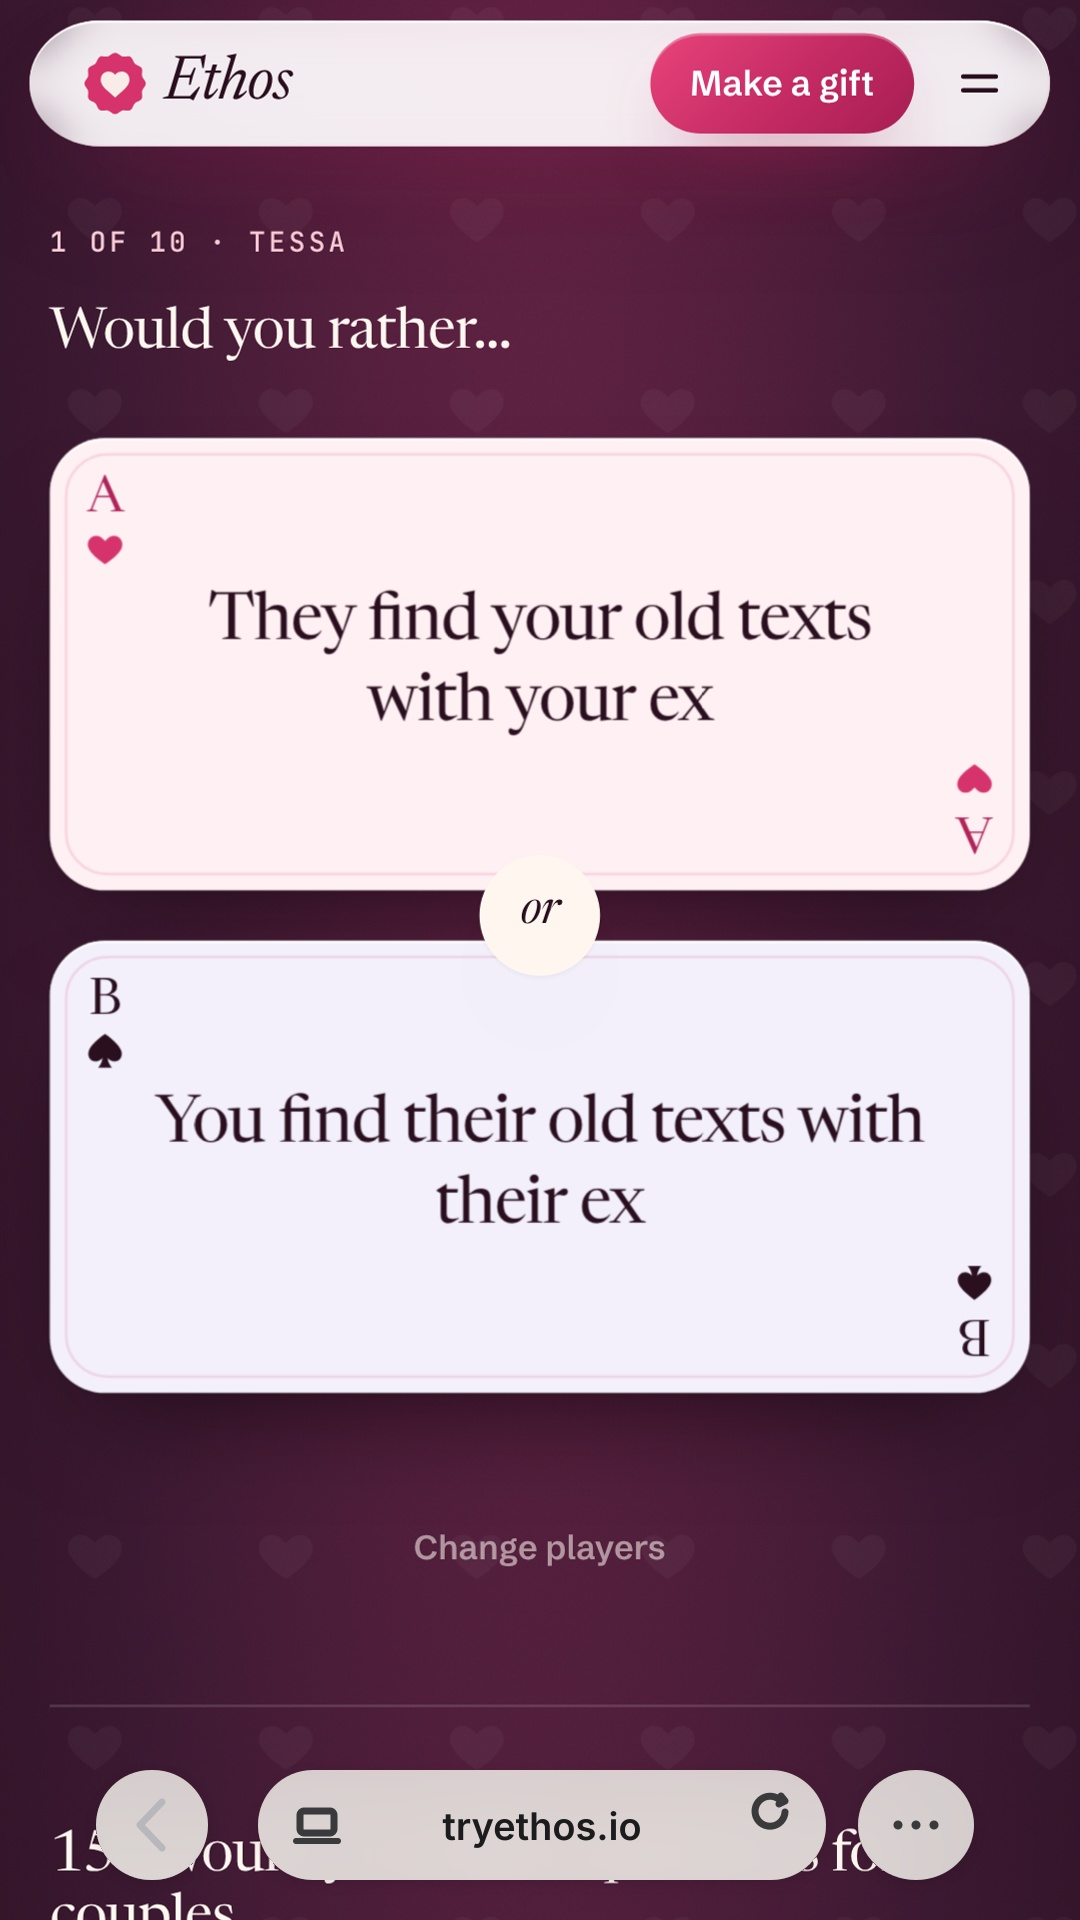 Ethos
Make a gift
1 OF 10 · TESSA
Would you rather...
A
They find your old texts
with your ex
A
or
B
You find their old texts with
their ex
B
Change players
tryethos.io
couples